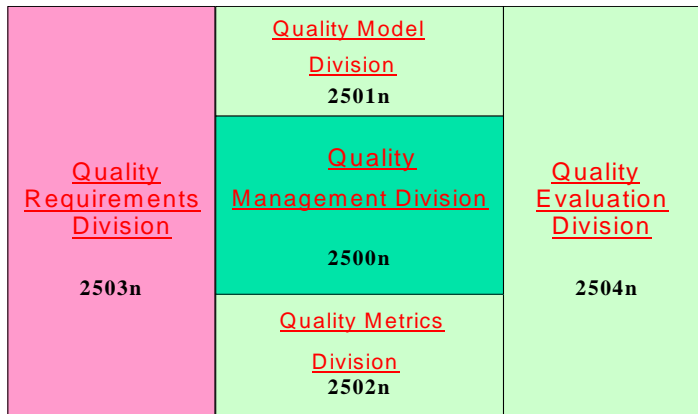 Quality Model
Division
2501n
Quality
Requirements
Division
2503n
Quality
Management Division
2500n
Quality
Evaluation
Division
2504n
Quality Metrics
Division
2502n